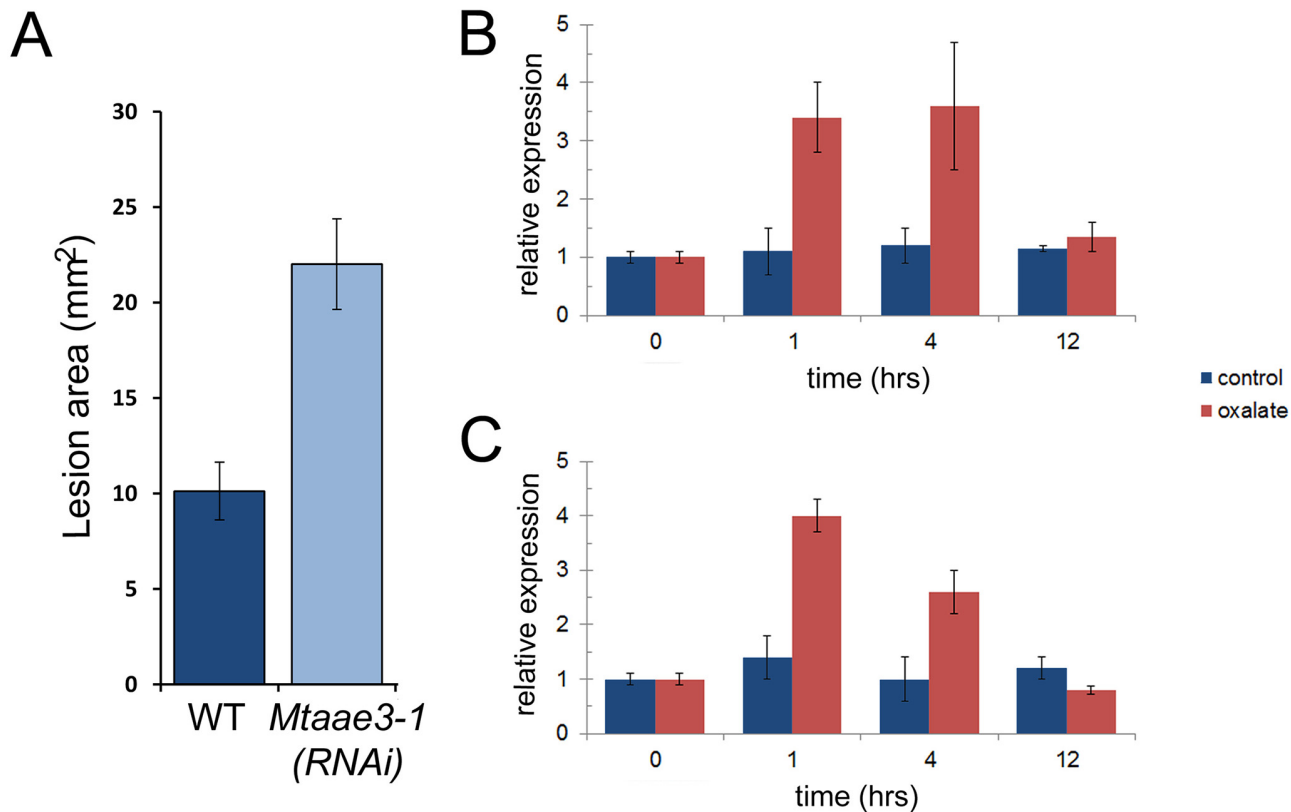 A
Lesion area (mm²)
30
25
20
15
10
5
0
WT
Mtaae3-1
(RNAi)
B
relative expression
5
4
3
2
1
0
0 1 4 12
time (hrs)
control
oxalate
C
relative expression
5
4
3
2
1
0
0 1 4 12
time (hrs)